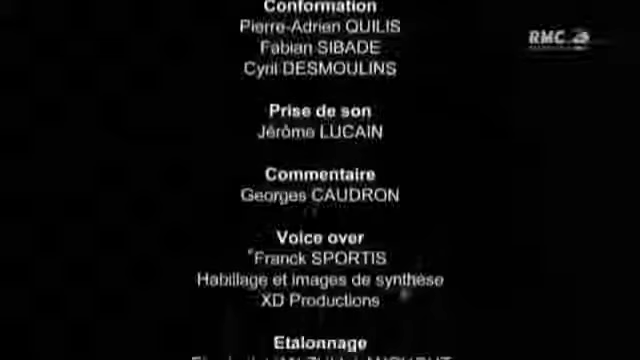 Conformation
Pierre-Adrien QUILIS
Fabian SIBADE
Cyril DESMOULINS
RMC
Prise de son
Jérôme LUCAIN
Commentaire
Georges CAUDRON
Voice over
Franck SPORTIS
Habillage et images de synthèse
XD Productions
Etalonnage